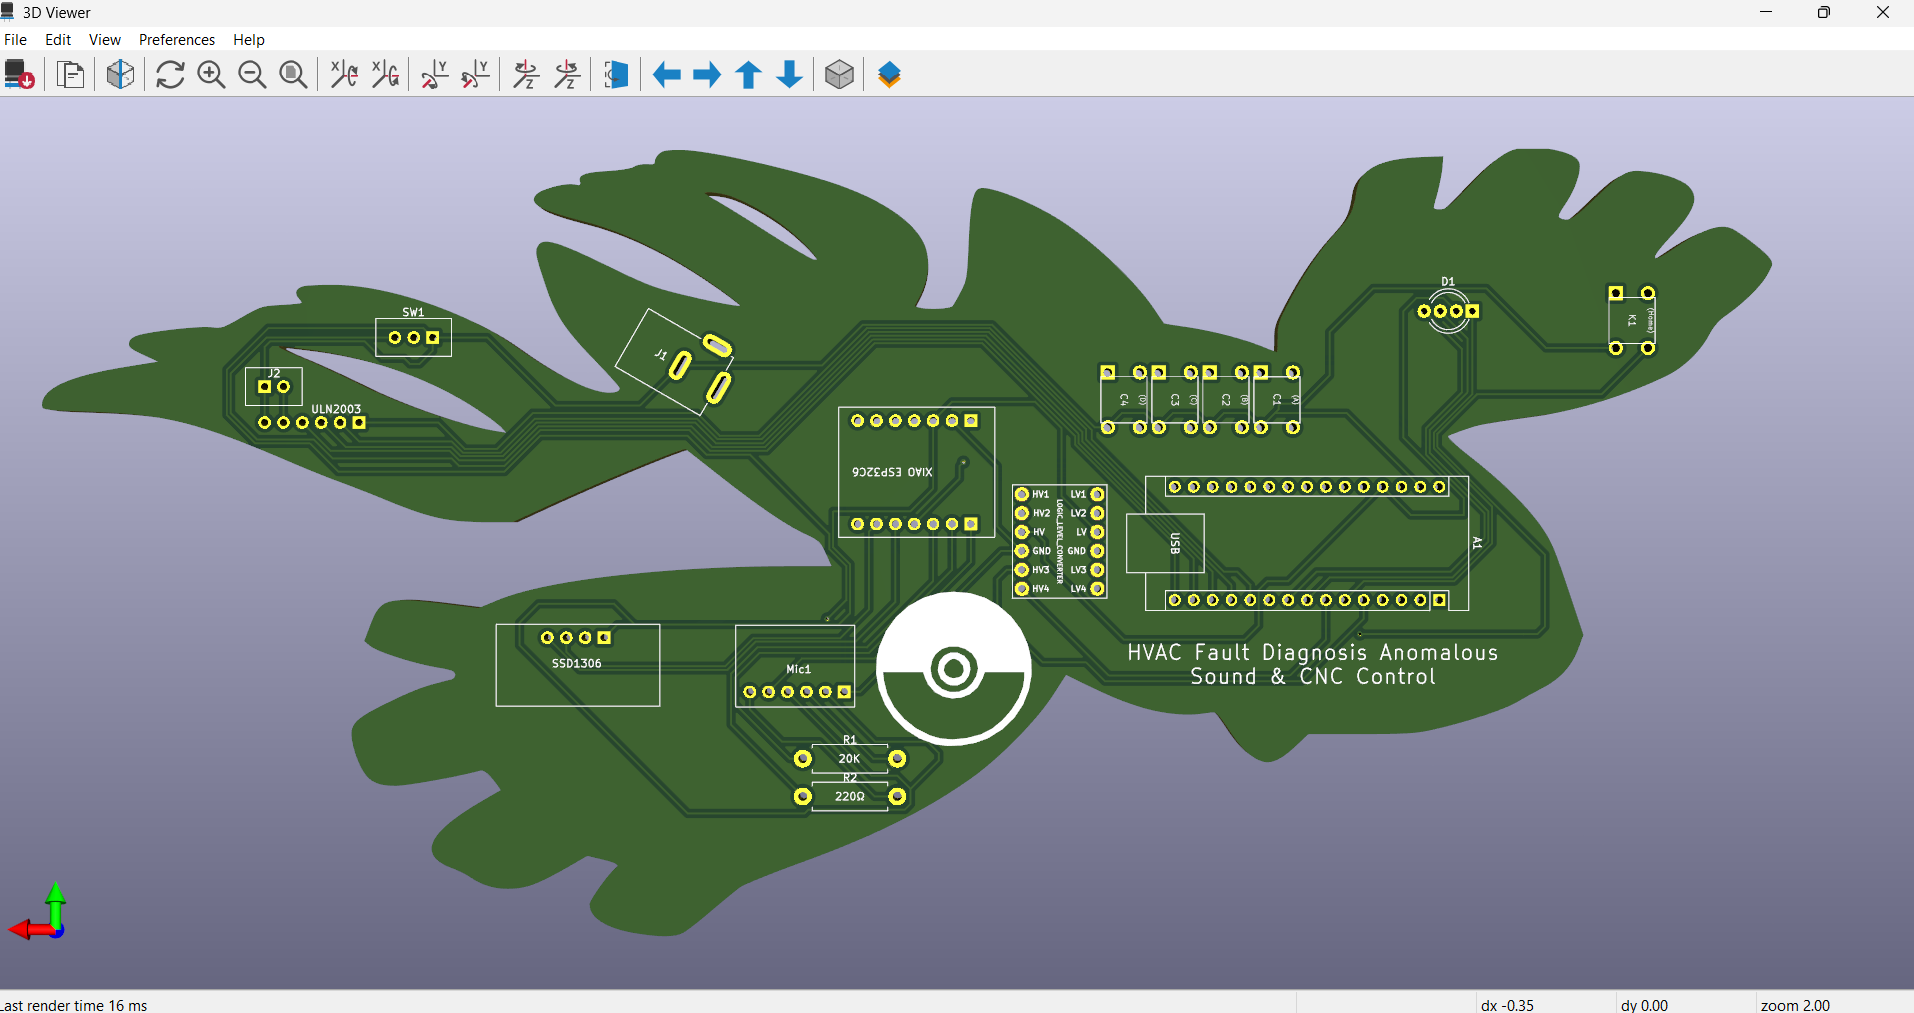 3D Viewer
File Edit View Preferences Help
X X Y Y Z Z
D1
K1
(Home)
SW1
J1
J2
ULN2003
C4 (D) C3 (C) C2 (B) C1 (A)
XIAO ESP32C6
HV1 LV1
HV2 LV2
HV LV
GND GND
HV3 LV3
HV4 LV4
LOGIC_LEVEL_CONVERTER
USB
A1
HVAC Fault Diagnosis Anomalous
Sound & CNC Control
SSD1306
Mic1
R1
20K
R2
220Ω
Last render time 16 ms
dx -0.35
dy 0.00
zoom 2.00